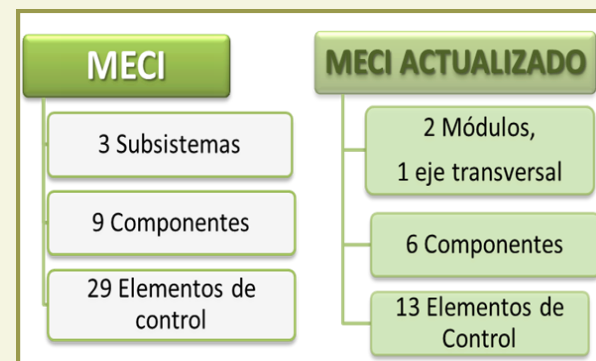 MECI
3 Subsistemas
9 Componentes
29 Elementos de
control
MECI ACTUALIZADO
2 Módulos,
1 eje transversal
6 Componentes
13 Elementos de
Control